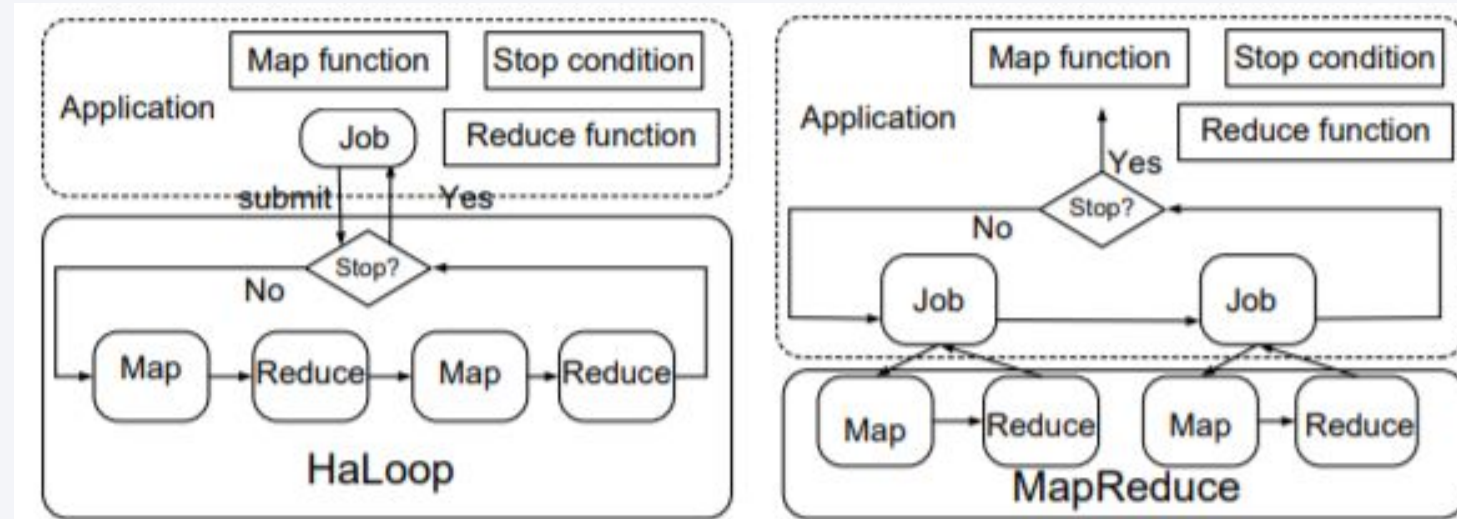 Map function
Stop condition
Application
Job
Reduce function
submit
Yes
Stop?
No
Map
Reduce
Map
Reduce
HaLoop
Map function
Stop condition
Application
Reduce function
Yes
Stop?
No
Job
Job
Map
Reduce
Map
Reduce
MapReduce